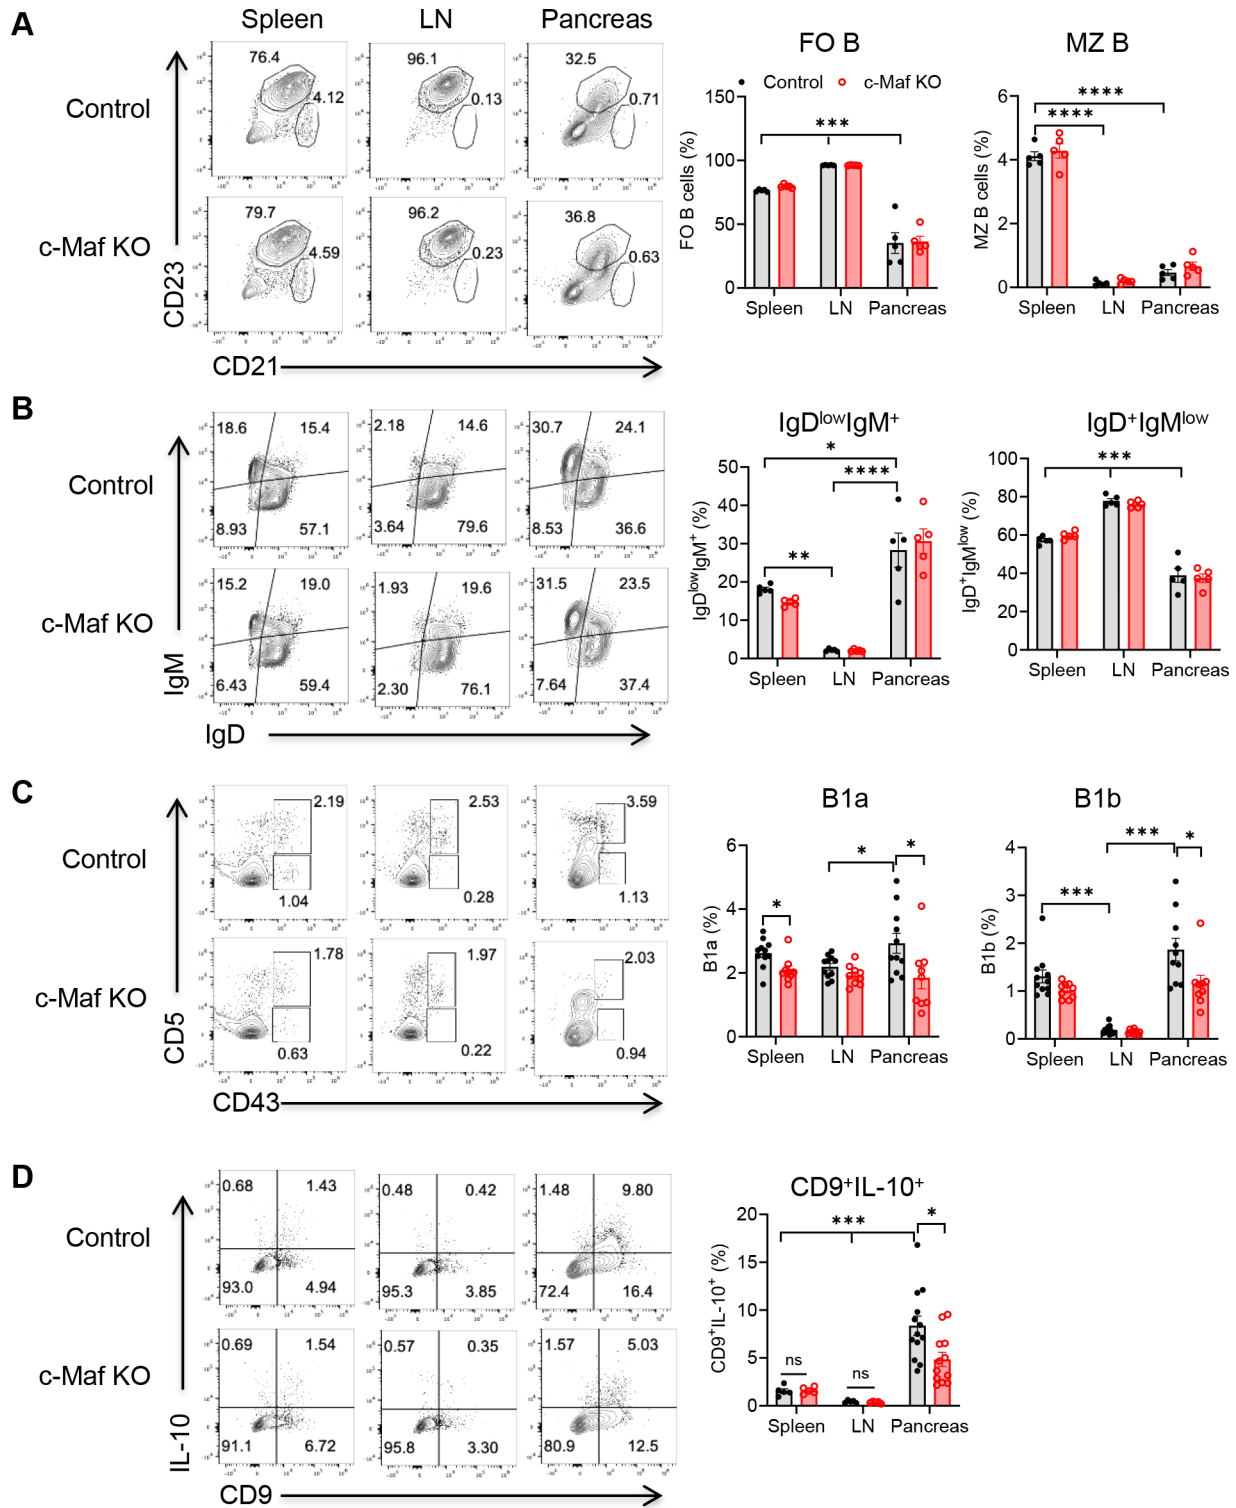 A
Spleen
LN
Pancreas
Control
76.4
4.12
96.1
0.13
32.5
0.71
c-Maf KO
79.7
4.59
96.2
0.23
36.8
0.63
CD23
CD21
FO B
Control
c-Maf KO
FO B cells (%)
150
100
50
0
***
Spleen
LN
Pancreas
MZ B
MZ B cells (%)
6
4
2
0
****
****
Spleen
LN
Pancreas
B
Control
18.6
15.4
8.93
57.1
2.18
14.6
3.64
79.6
30.7
24.1
8.53
36.6
c-Maf KO
15.2
19.0
6.43
59.4
1.93
19.6
2.30
76.1
31.5
23.5
7.64
37.4
IgM
IgD
IgDlowIgM+
IgDlowIgM+ (%)
50
40
30
20
10
0
*
****
**
Spleen
LN
Pancreas
IgD+IgMlow
IgD+IgMlow (%)
100
80
60
40
20
0
***
Spleen
LN
Pancreas
C
Control
2.19
1.04
2.53
0.28
3.59
1.13
c-Maf KO
1.78
0.63
1.97
0.22
2.03
0.94
CD5
CD43
B1a
B1a (%)
6
4
2
0
*
*
*
Spleen
LN
Pancreas
B1b
B1b (%)
4
3
2
1
0
***
***
*
Spleen
LN
Pancreas
D
Control
0.68
1.43
93.0
4.94
0.48
0.42
95.3
3.85
1.48
9.80
72.4
16.4
c-Maf KO
0.69
1.54
91.1
6.72
0.57
0.35
95.8
3.30
1.57
5.03
80.9
12.5
IL-10
CD9
CD9+IL-10+
CD9+IL-10+ (%)
20
15
10
5
0
***
*
ns
ns
Spleen
LN
Pancreas